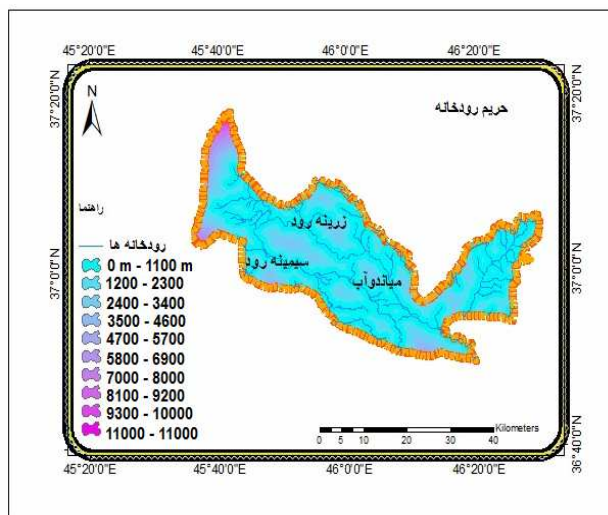 45°20'0"E 45°40'0"E 46°0'0"E 46°20'0"E
37°20'0"N
37°20'0"N
N
حریم رودخانه
راهنما
رودخانه ها
0 m - 1100 m
1200 - 2300
2400 - 3400
3500 - 4600
4700 - 5700
5800 - 6900
7000 - 8000
8100 - 9200
9300 - 10000
11000 - 11000
زرینه رود
سیمینه رود
میاندوآب
37°0'0"N
37°0'0"N
Kilometers
0 5 10 20 30 40
36°40'0"N
36°40'0"N
45°20'0"E 45°40'0"E 46°0'0"E 46°20'0"E